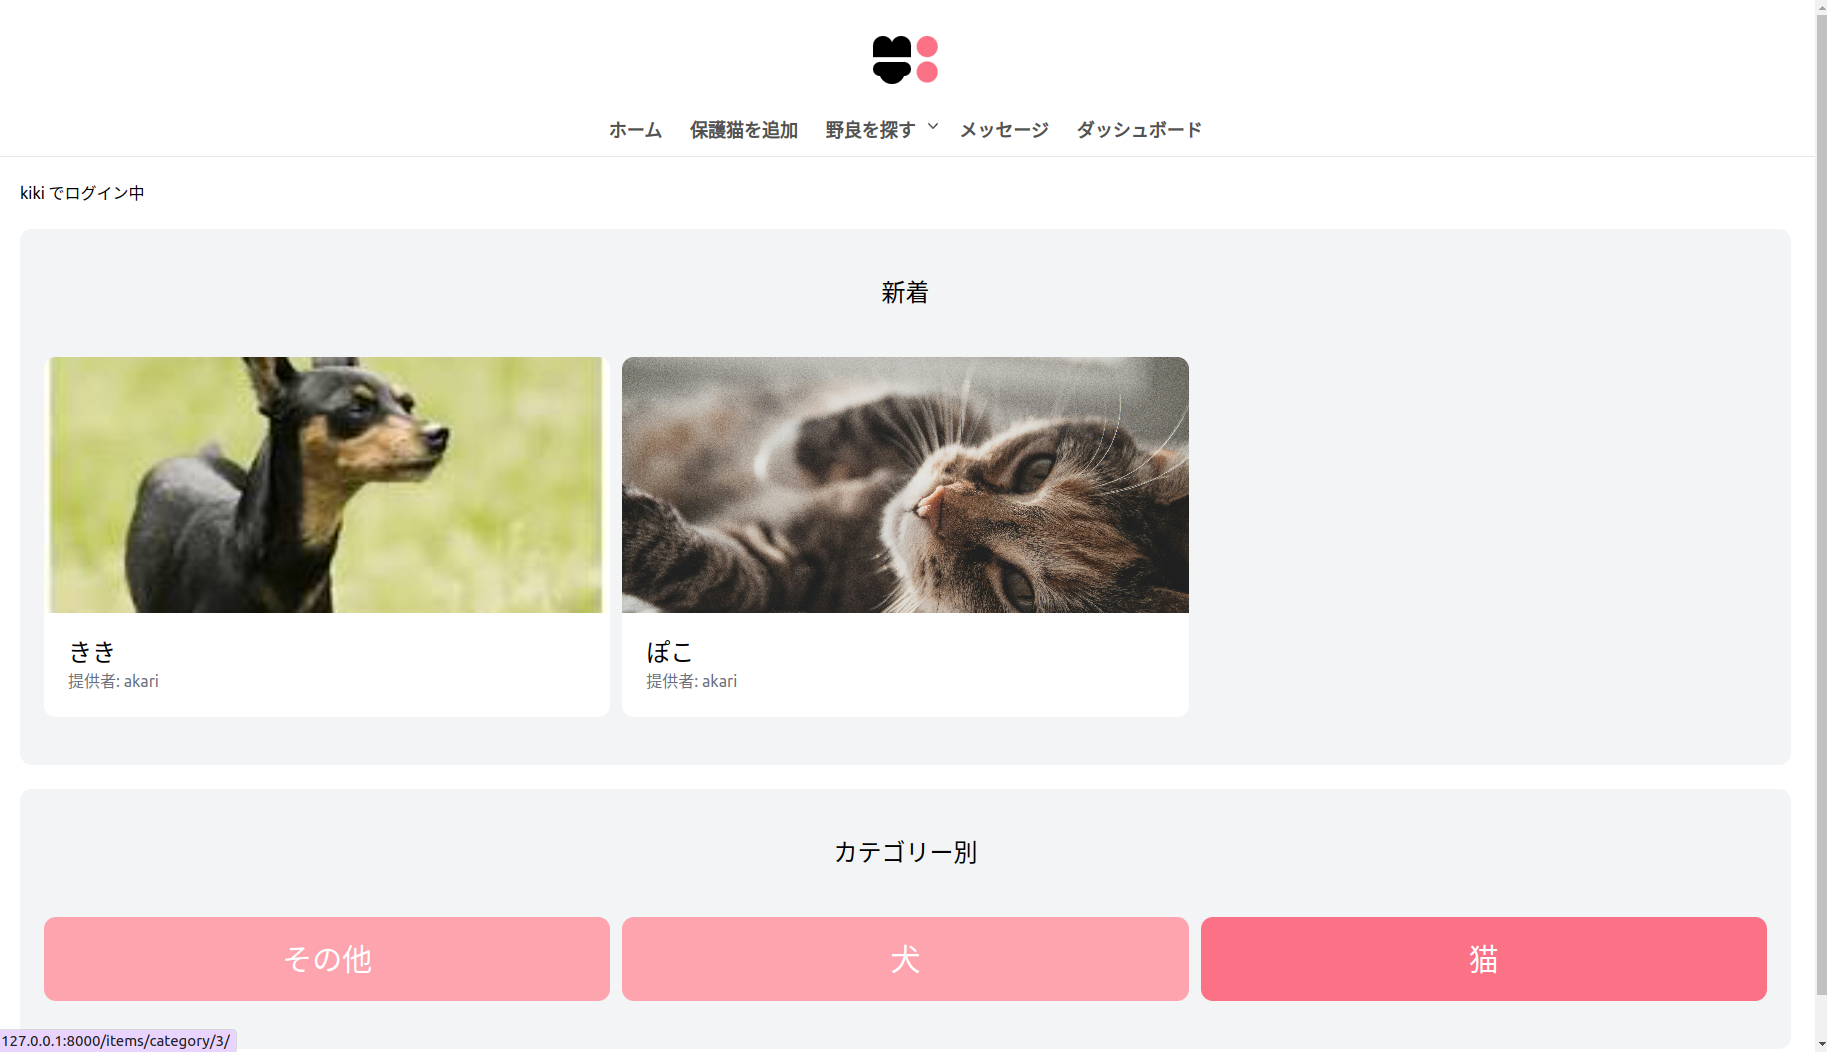 ホーム 保護猫を追加 野良を探す メッセージ ダッシュボード
kiki でログイン中
新着
きき
提供者: akari
ぽこ
提供者: akari
カテゴリー別
その他 犬 猫
127.0.0.1:8000/items/category/3/